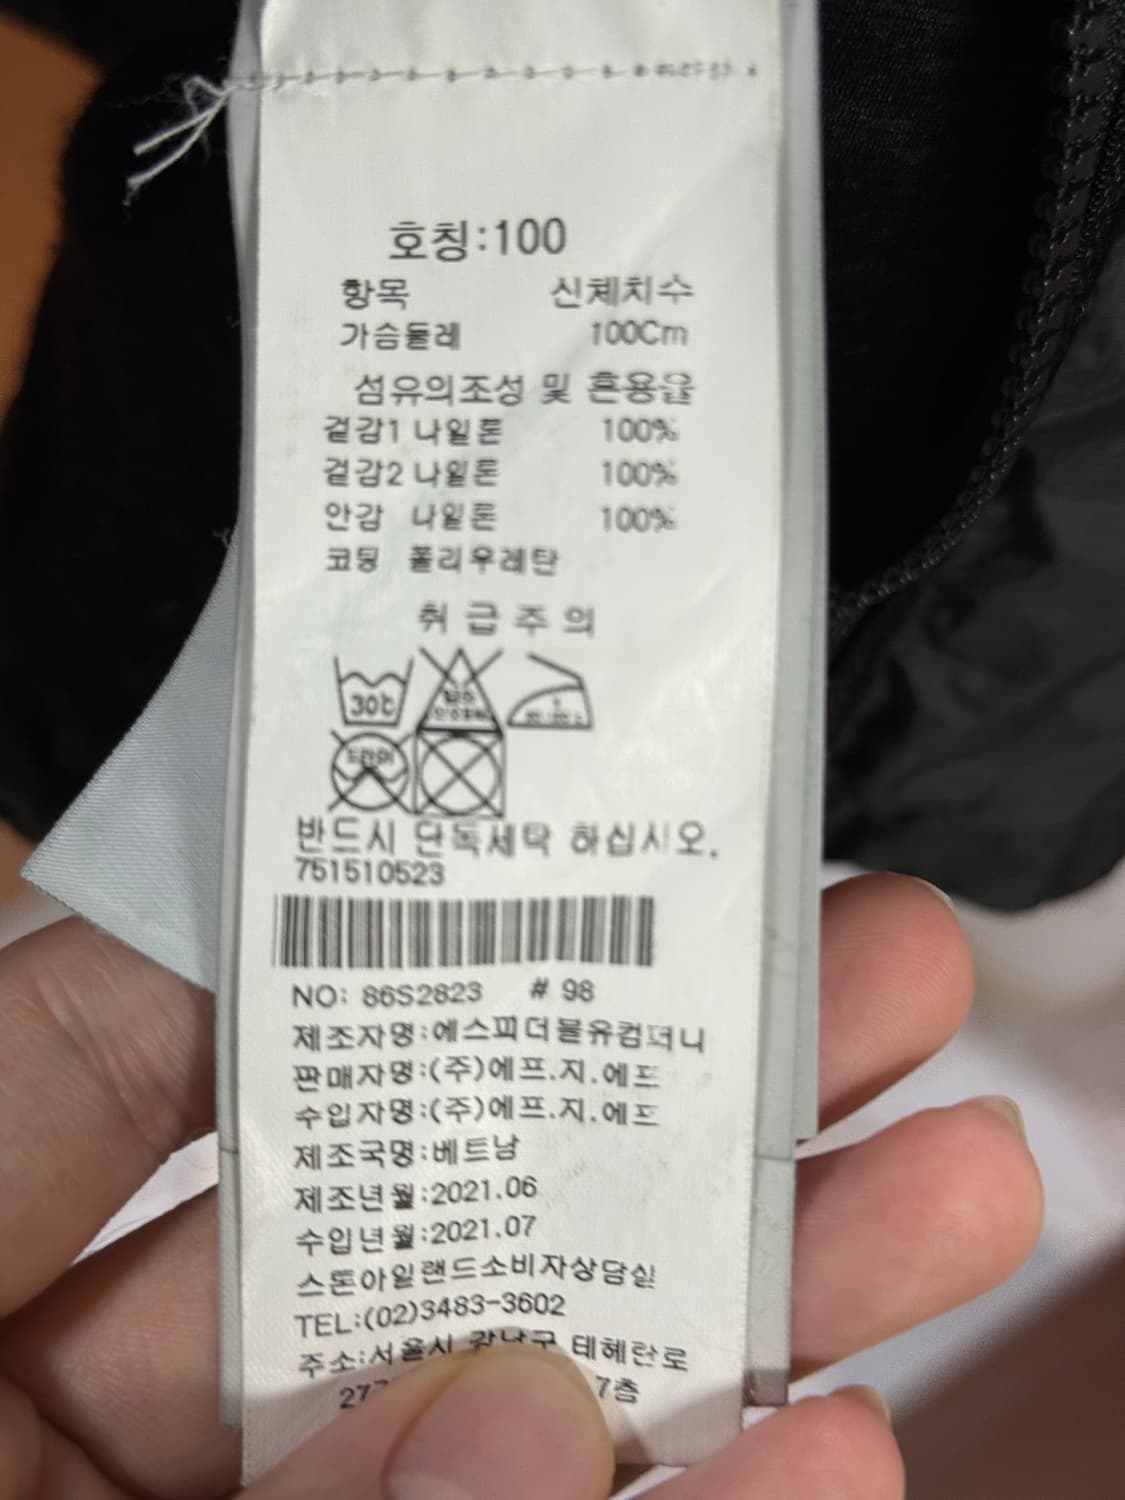 호칭:100
항목 신체치수
가슴둘레 100Cm
섬유의조성 및 혼용율
겉감1 나일론 100%
겉감2 나일론 100%
안감 나일론 100%
코팅 폴리우레탄
취급주의
30℃
드라이
반드시 단독세탁 하십시오.
751510523
NO: 86S2823 # 98
제조자명:에스피더블유컴퍼니
판매자명:(주)에프.지.에프
수입자명:(주)에프.지.에프
제조국명:베트남
제조년월:2021.06
수입년월:2021.07
스톤아일랜드소비자상담실
TEL:(02)3483-3602
주소:서울시 강남구 테헤란로
7층